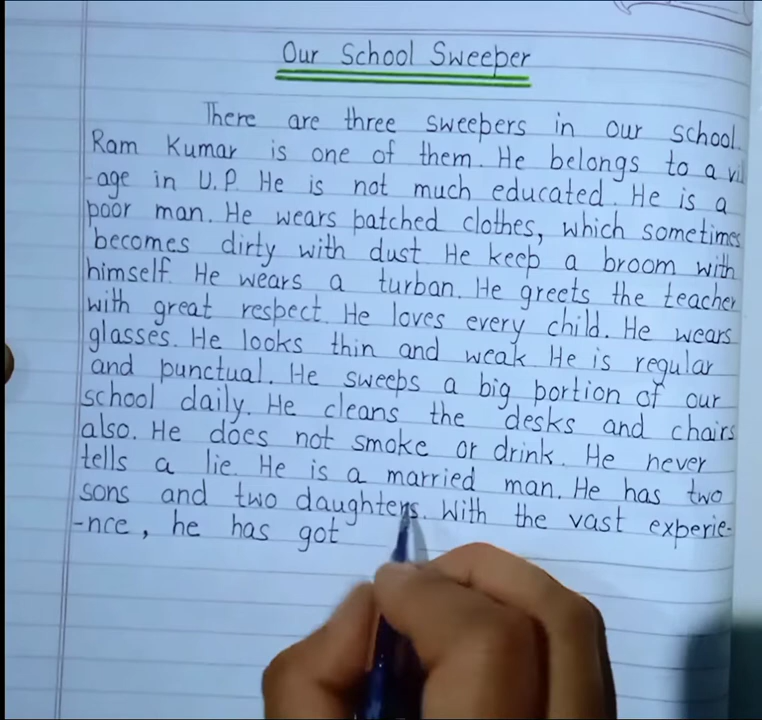 Our School Sweeper
There are three sweepers in our school.
Ram Kumar is one of them. He belongs to a vil
-age in U.P. He is not much educated. He is a
poor man. He wears patched clothes, which sometimes
becomes dirty with dust. He keep a broom with
himself. He wears a turban. He greets the teacher
with great respect. He loves every child. He wears
glasses. He looks thin and weak. He is regular
and punctual. He sweeps a big portion of our
school daily. He cleans the desks and chairs
also. He does not smoke or drink. He never
tells a lie. He is a married man. He has two
sons and two daughters. With the vast experie-
-nce, he has got